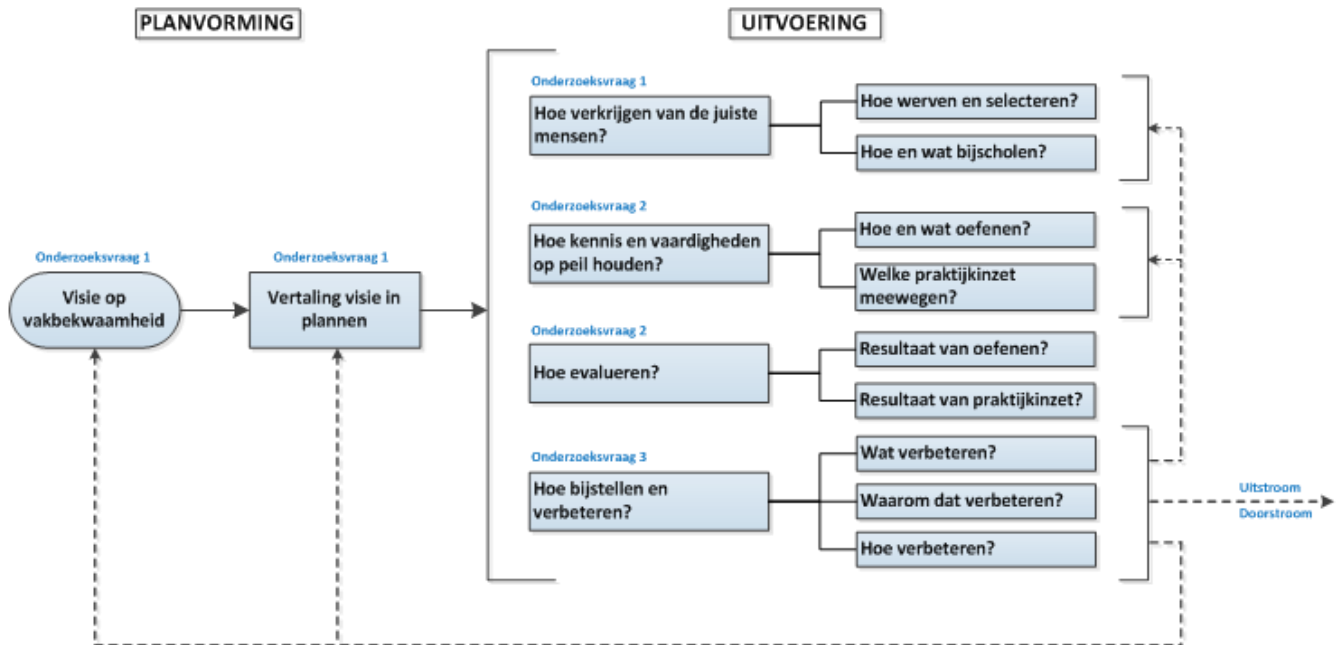 PLANVORMING
UITVOERING
Onderzoeksvraag 1
Visie op
vakbekwaamheid
Onderzoeksvraag 1
Vertaling visie in
plannen
Onderzoeksvraag 1
Hoe verkrijgen van de juiste
mensen?
Hoe werven en selecteren?
Hoe en wat bijscholen?
Onderzoeksvraag 2
Hoe kennis en vaardigheden
op peil houden?
Hoe en wat oefenen?
Welke praktijkinzet
meewegen?
Onderzoeksvraag 2
Hoe evalueren?
Resultaat van oefenen?
Resultaat van praktijkinzet?
Onderzoeksvraag 3
Hoe bijstellen en
verbeteren?
Wat verbeteren?
Waarom dat verbeteren?
Hoe verbeteren?
Uitstroom
Doorstroom